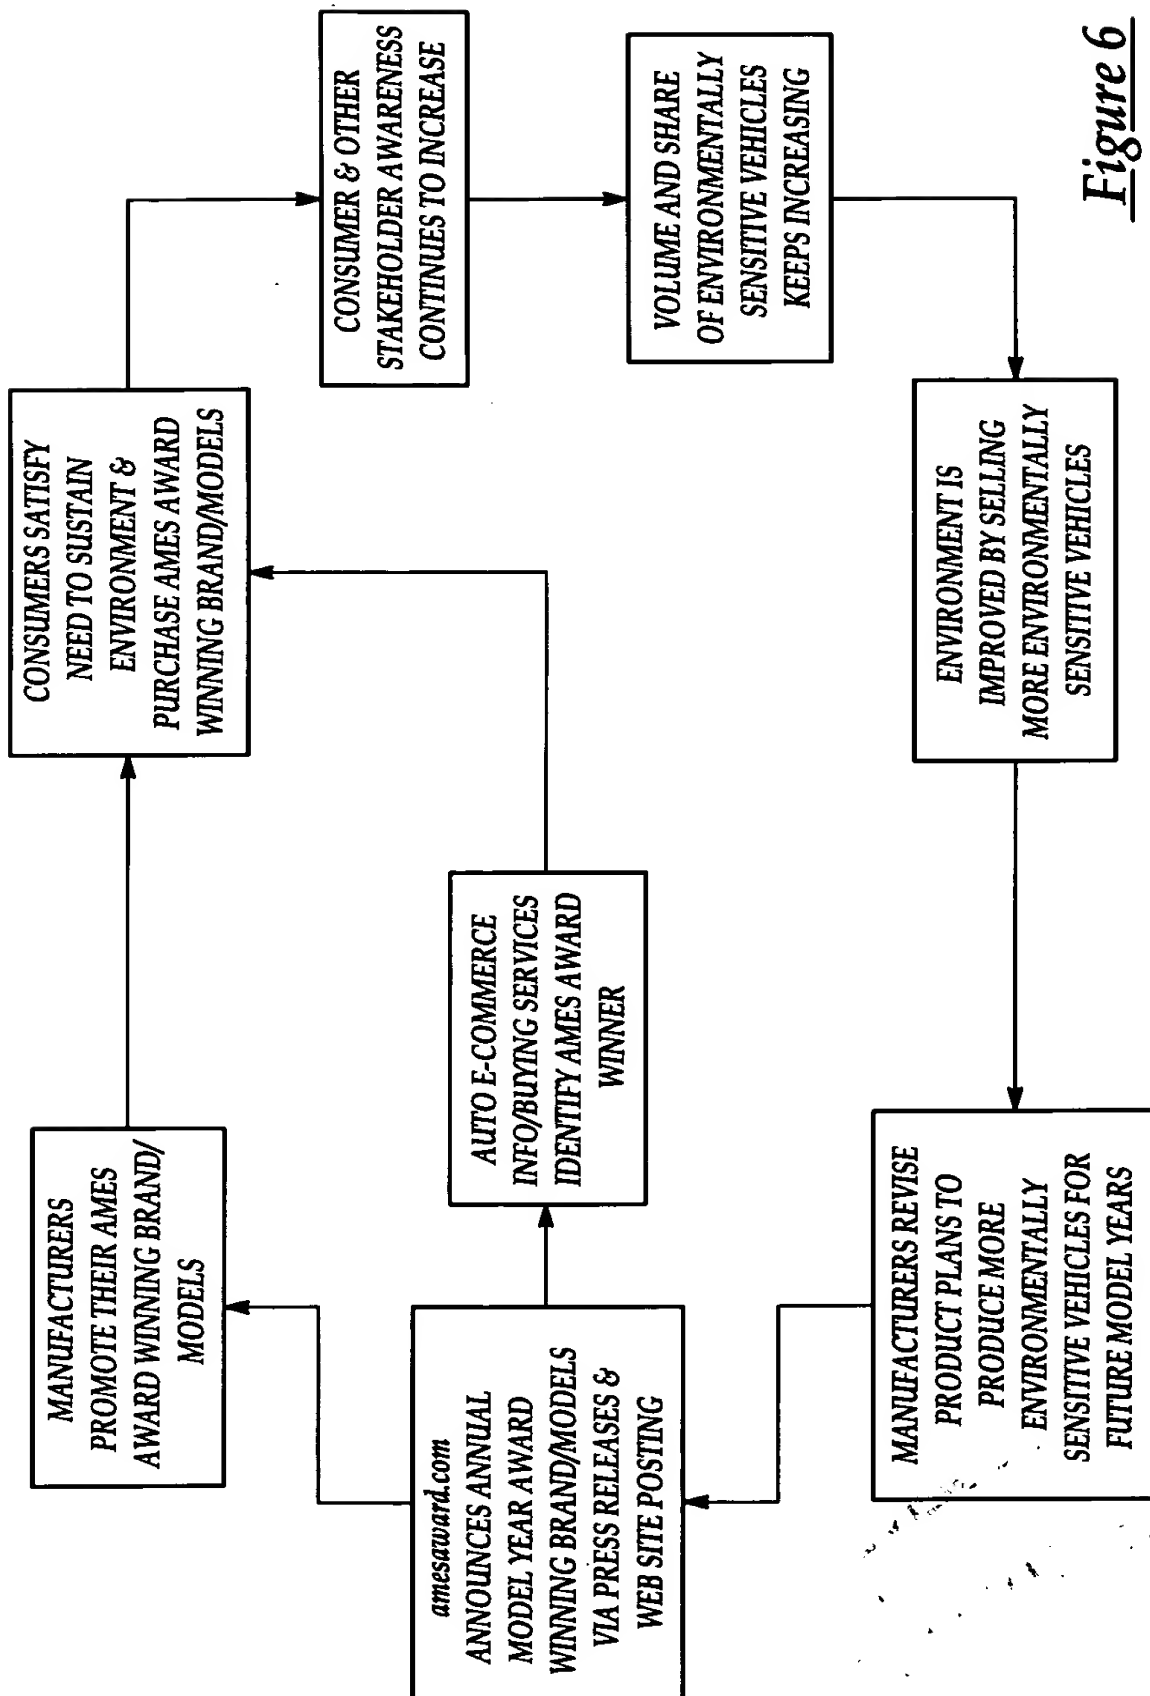 amesaward.com
ANNOUNCES ANNUAL
MODEL YEAR AWARD
WINNING BRAND/MODELS
VIA PRESS RELEASES &
WEB SITE POSTING
MANUFACTURERS
PROMOTE THEIR AMES
AWARD WINNING BRAND/
MODELS
AUTO E-COMMERCE
INFO/BUYING SERVICES
IDENTIFY AMES AWARD
WINNER
CONSUMERS SATISFY
NEED TO SUSTAIN
ENVIRONMENT &
PURCHASE AMES AWARD
WINNING BRAND/MODELS
CONSUMER & OTHER
STAKEHOLDER AWARENESS
CONTINUES TO INCREASE
VOLUME AND SHARE
OF ENVIRONMENTALLY
SENSITIVE VEHICLES
KEEPS INCREASING
ENVIRONMENT IS
IMPROVED BY SELLING
MORE ENVIRONMENTALLY
SENSITIVE VEHICLES
MANUFACTURERS REVISE
PRODUCT PLANS TO
PRODUCE MORE
ENVIRONMENTALLY
SENSITIVE VEHICLES FOR
FUTURE MODEL YEARS
Figure 6